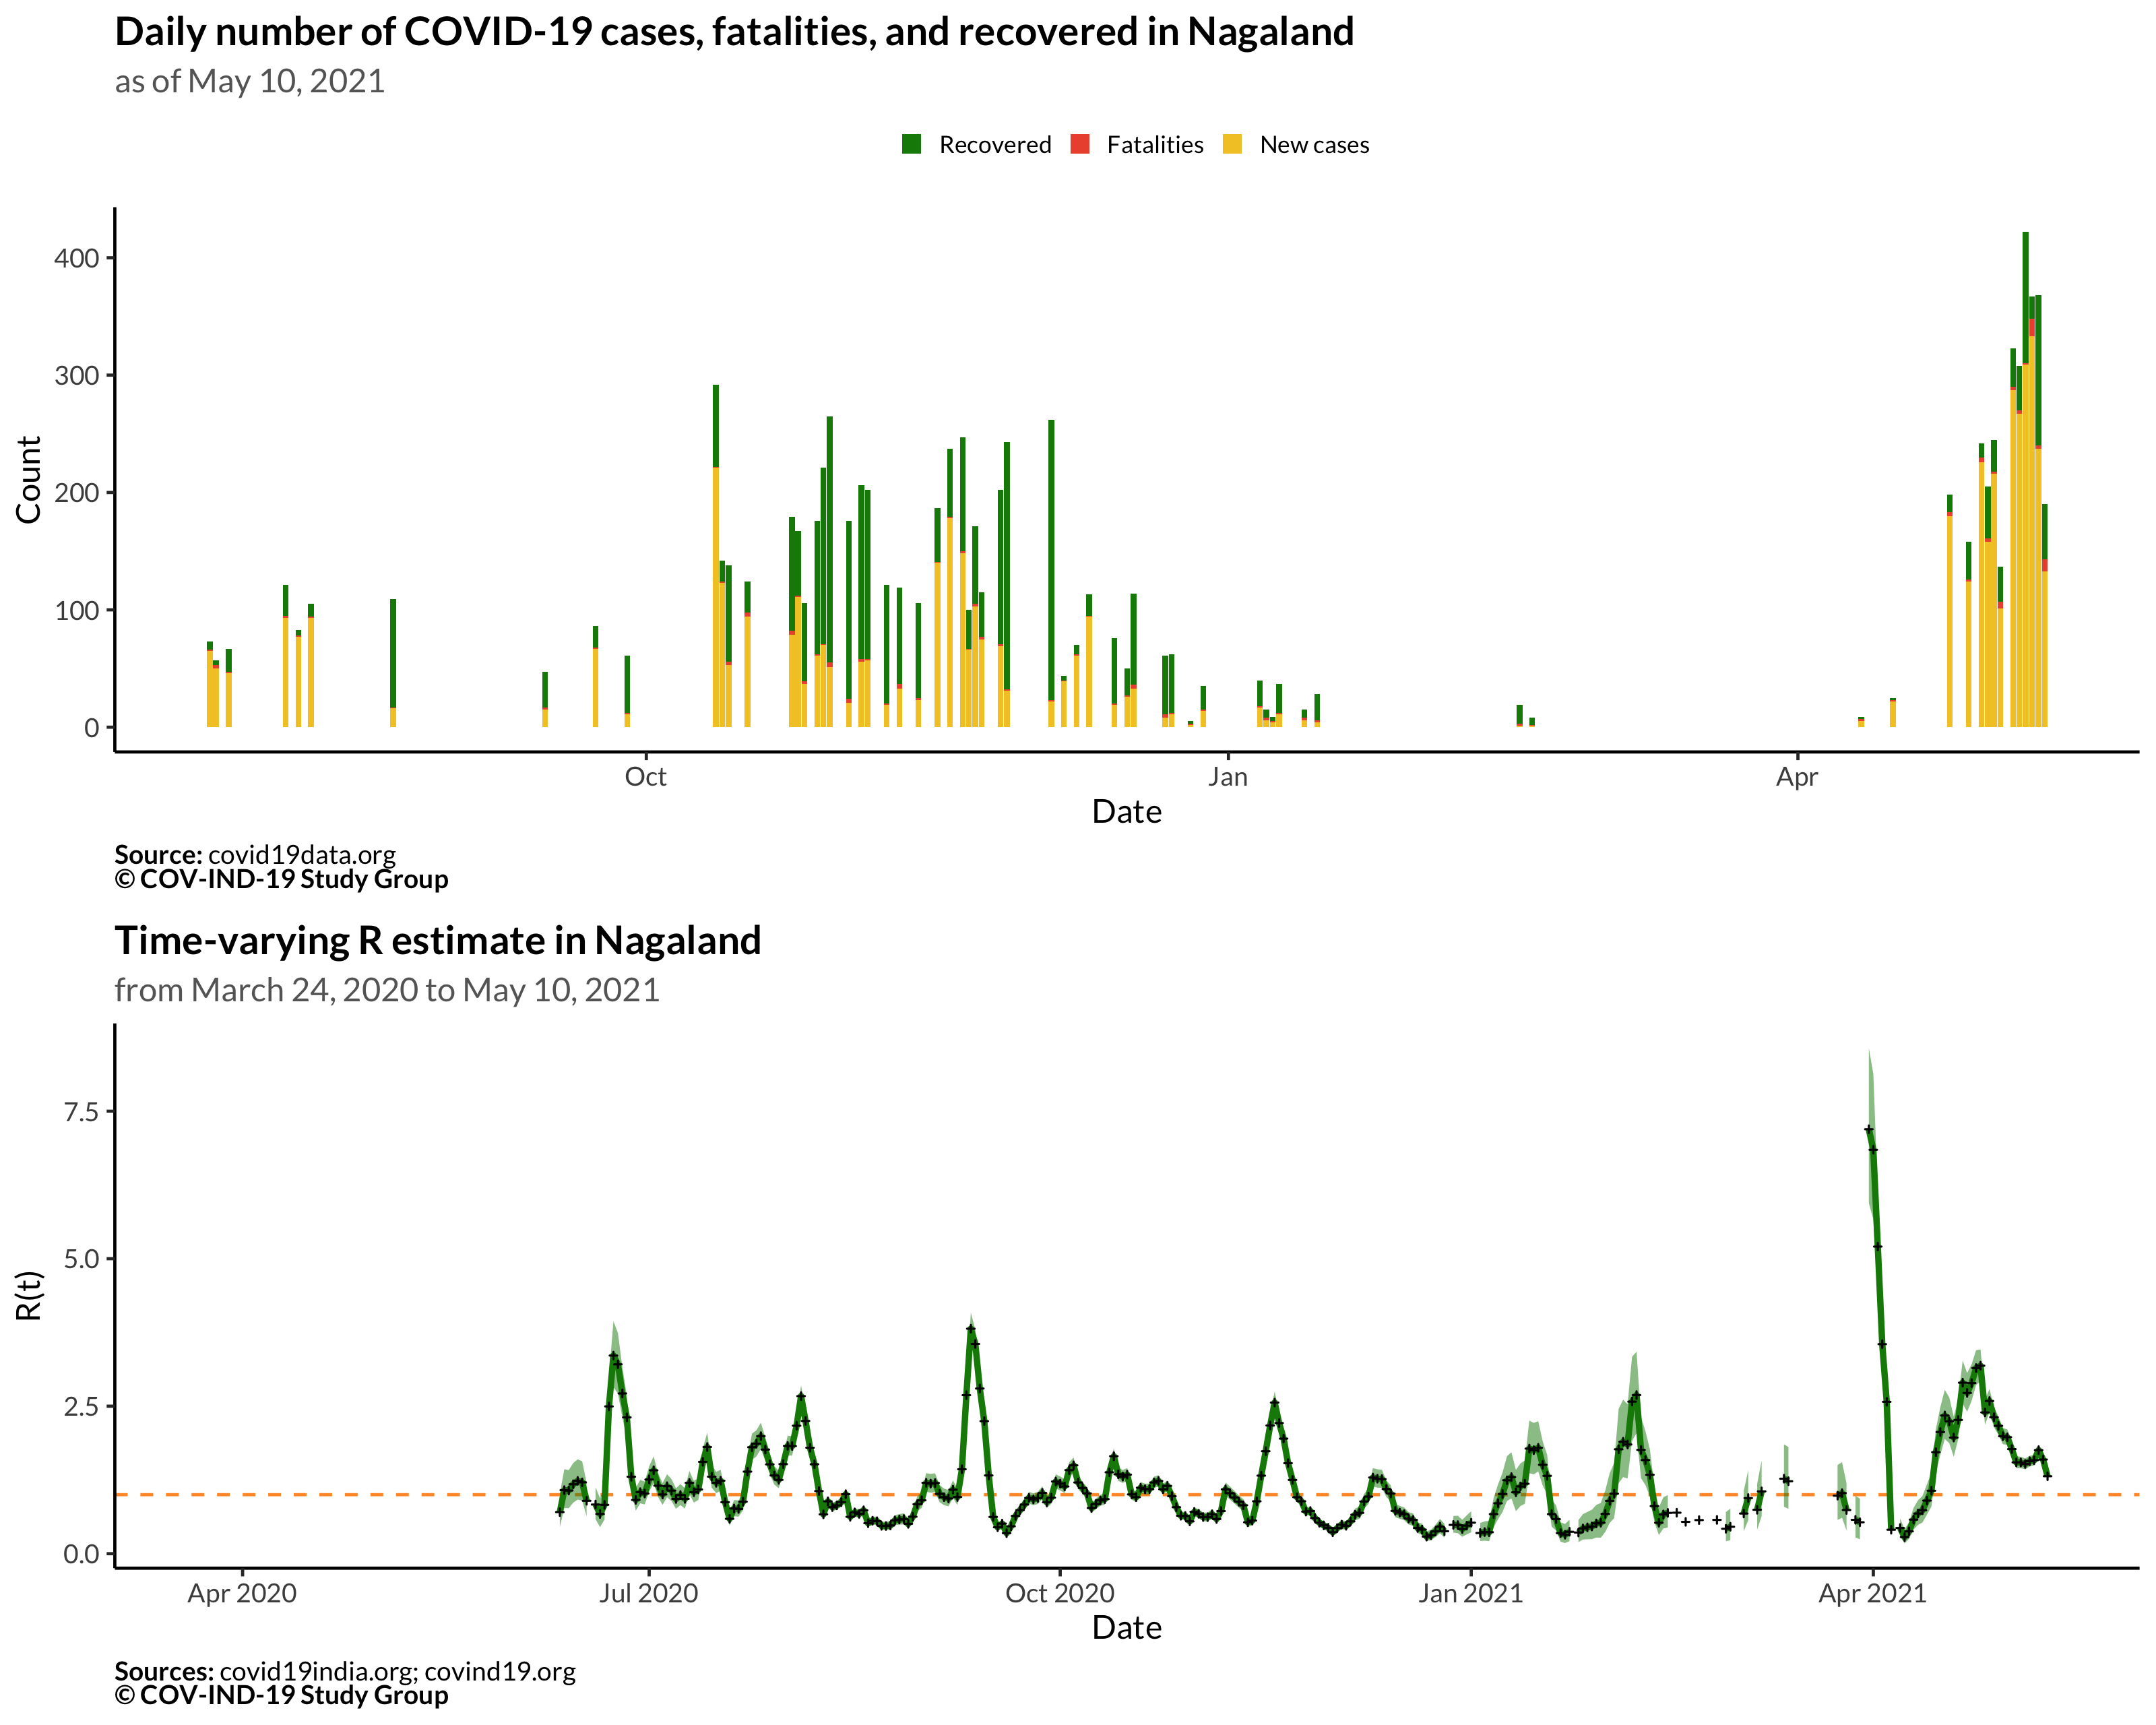 Daily number of COVID-19 cases, fatalities, and recovered in Nagaland
as of May 10, 2021
Recovered Fatalities New cases
400
300
200
100
0
Count
Oct Jan Apr
Date
Source: covid19data.org
© COV-IND-19 Study Group
Time-varying R estimate in Nagaland
from March 24, 2020 to May 10, 2021
7.5
5.0
2.5
0.0
R(t)
Apr 2020 Jul 2020 Oct 2020 Jan 2021 Apr 2021
Date
Sources: covid19india.org; covind19.org
© COV-IND-19 Study Group